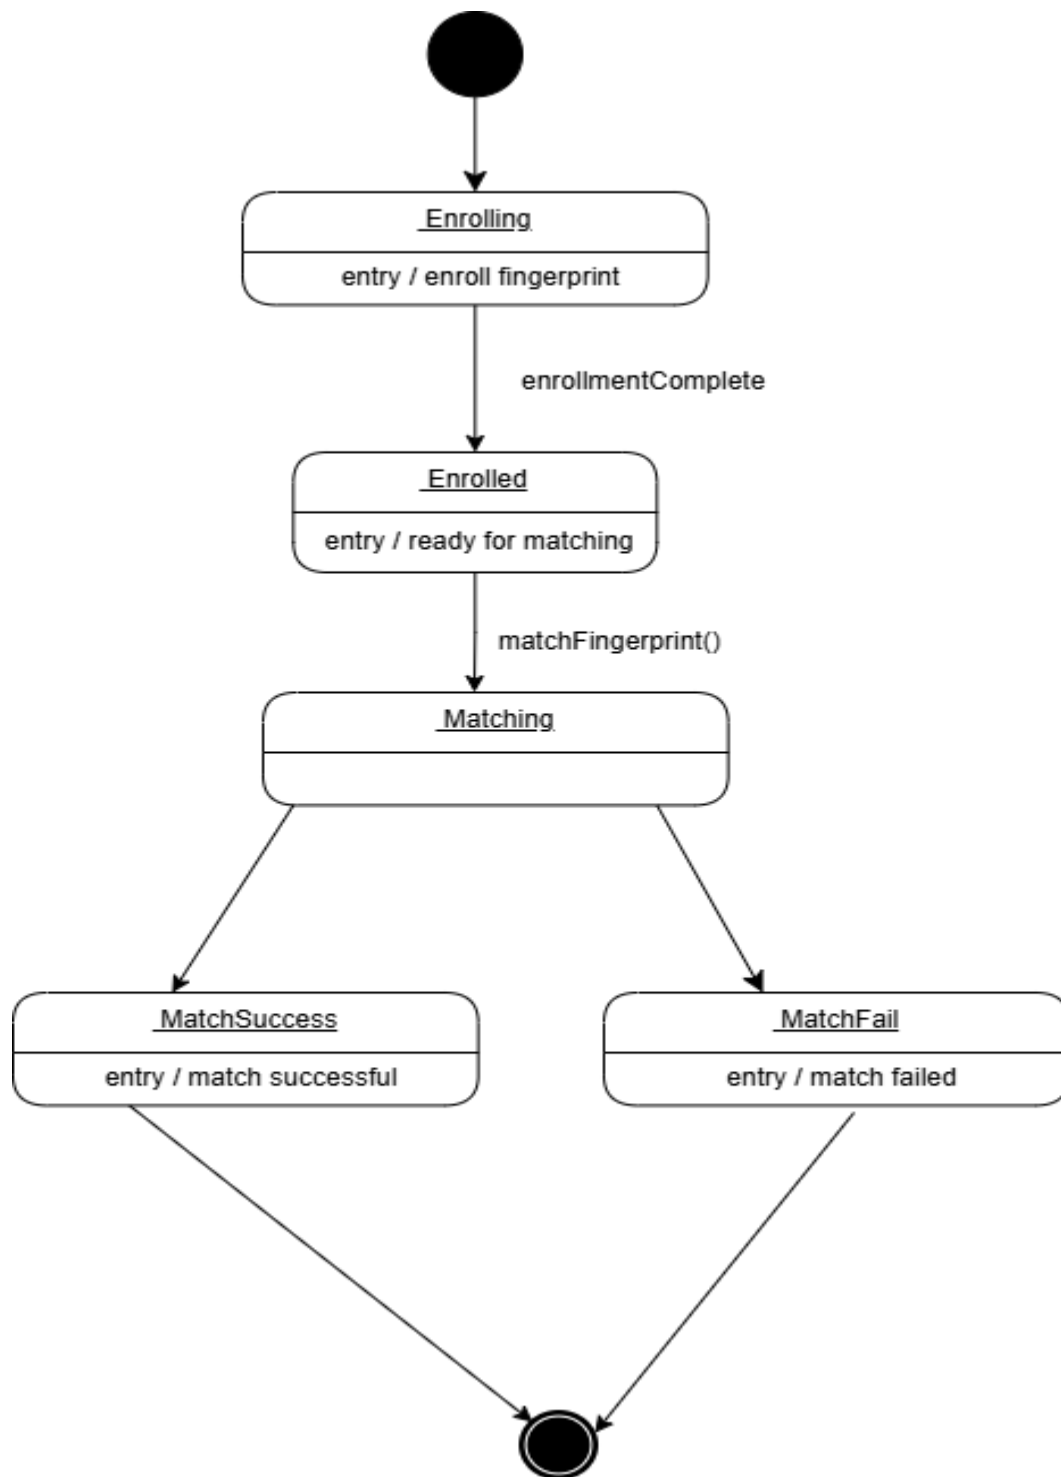 Enrolling
entry / enroll fingerprint
enrollmentComplete
Enrolled
entry / ready for matching
matchFingerprint()
Matching
MatchSuccess
entry / match successful
MatchFail
entry / match failed